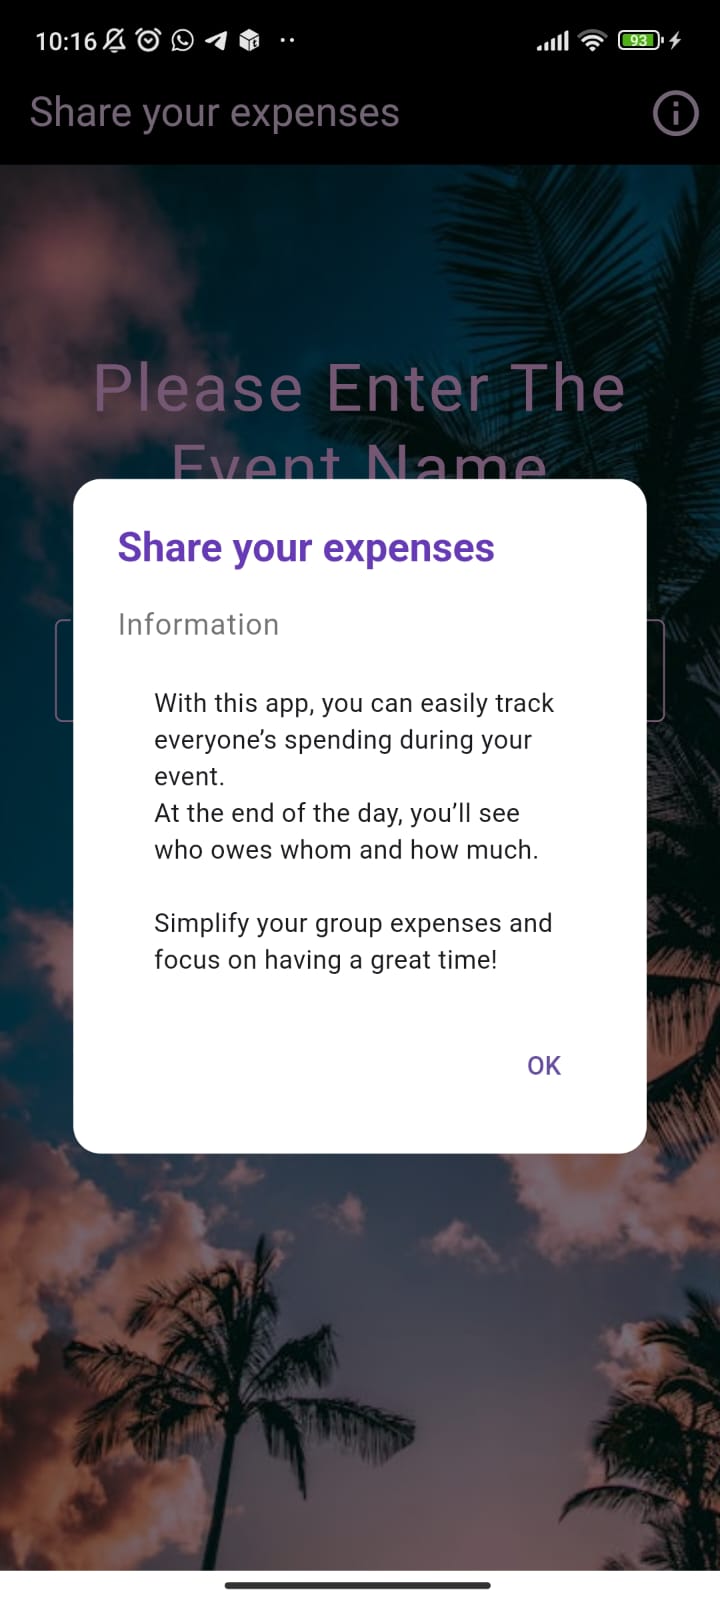 10:16
93
Share your expenses
Please Enter The
Event Name
Share your expenses
Information
With this app, you can easily track
everyone’s spending during your
event.
At the end of the day, you’ll see
who owes whom and how much.
Simplify your group expenses and
focus on having a great time!
OK